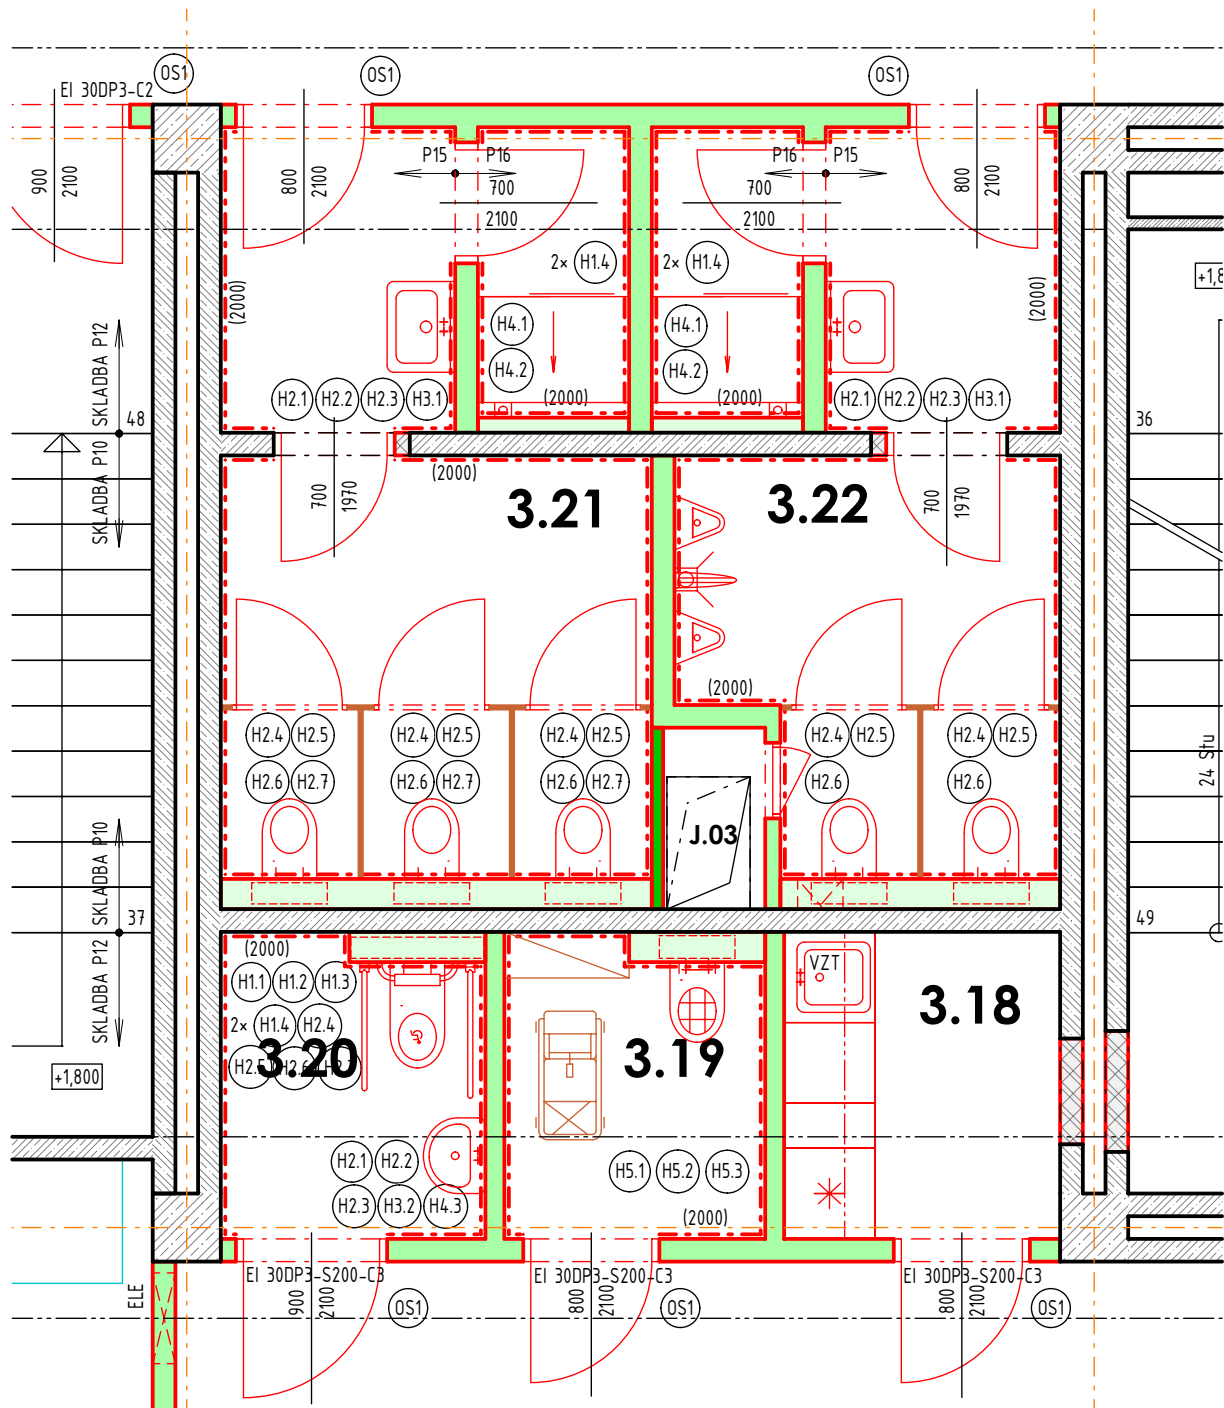 OS1
OS1
OS1
EI 30DP3-C2
900
2100
800
2100
P15
P16
700
2100
P16
P15
700
2100
800
2100
2× H1.4
2× H1.4
+1,8
(2000)
(2000)
H4.1
H4.2
H4.1
H4.2
(2000)
(2000)
SKLADBA P12
H2.1 H2.2 H2.3 H3.1
H2.1 H2.2 H2.3 H3.1
48
36
SKLADBA P10
(2000)
700
1970
3.21
3.22
700
1970
(2000)
H2.4 H2.5
H2.6 H2.7
H2.4 H2.5
H2.6 H2.7
H2.4 H2.5
H2.6 H2.7
H2.4 H2.5
H2.6
H2.4 H2.5
H2.6
24 Stu
J.03
SKLADBA P10
37
49
SKLADBA P12
(2000)
H1.1 H1.2 H1.3
2× H1.4 H2.4
H2.5 H2.6
3.20
VZT
3.18
3.19
+1,800
H2.1 H2.2
H2.3 H3.2 H4.3
H5.1 H5.2 H5.3
(2000)
EI 30DP3-S200-C3
EI 30DP3-S200-C3
EI 30DP3-S200-C3
ELE
900
2100
OS1
800
2100
OS1
800
2100
OS1